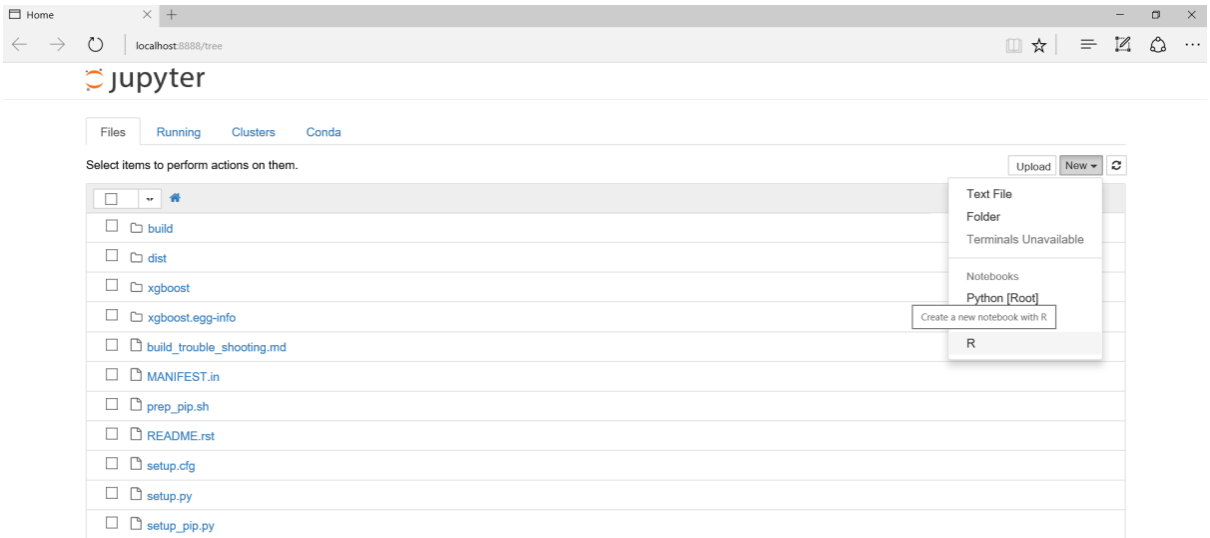 Home
localhost:8888/tree
jupyter
Files Running Clusters Conda
Select items to perform actions on them.
Upload New
Text File
Folder
Terminals Unavailable
Notebooks
Python [Root]
Create a new notebook with R
R
build
dist
xgboost
xgboost.egg-info
build_trouble_shooting.md
MANIFEST.in
prep_pip.sh
README.rst
setup.cfg
setup.py
setup_pip.py